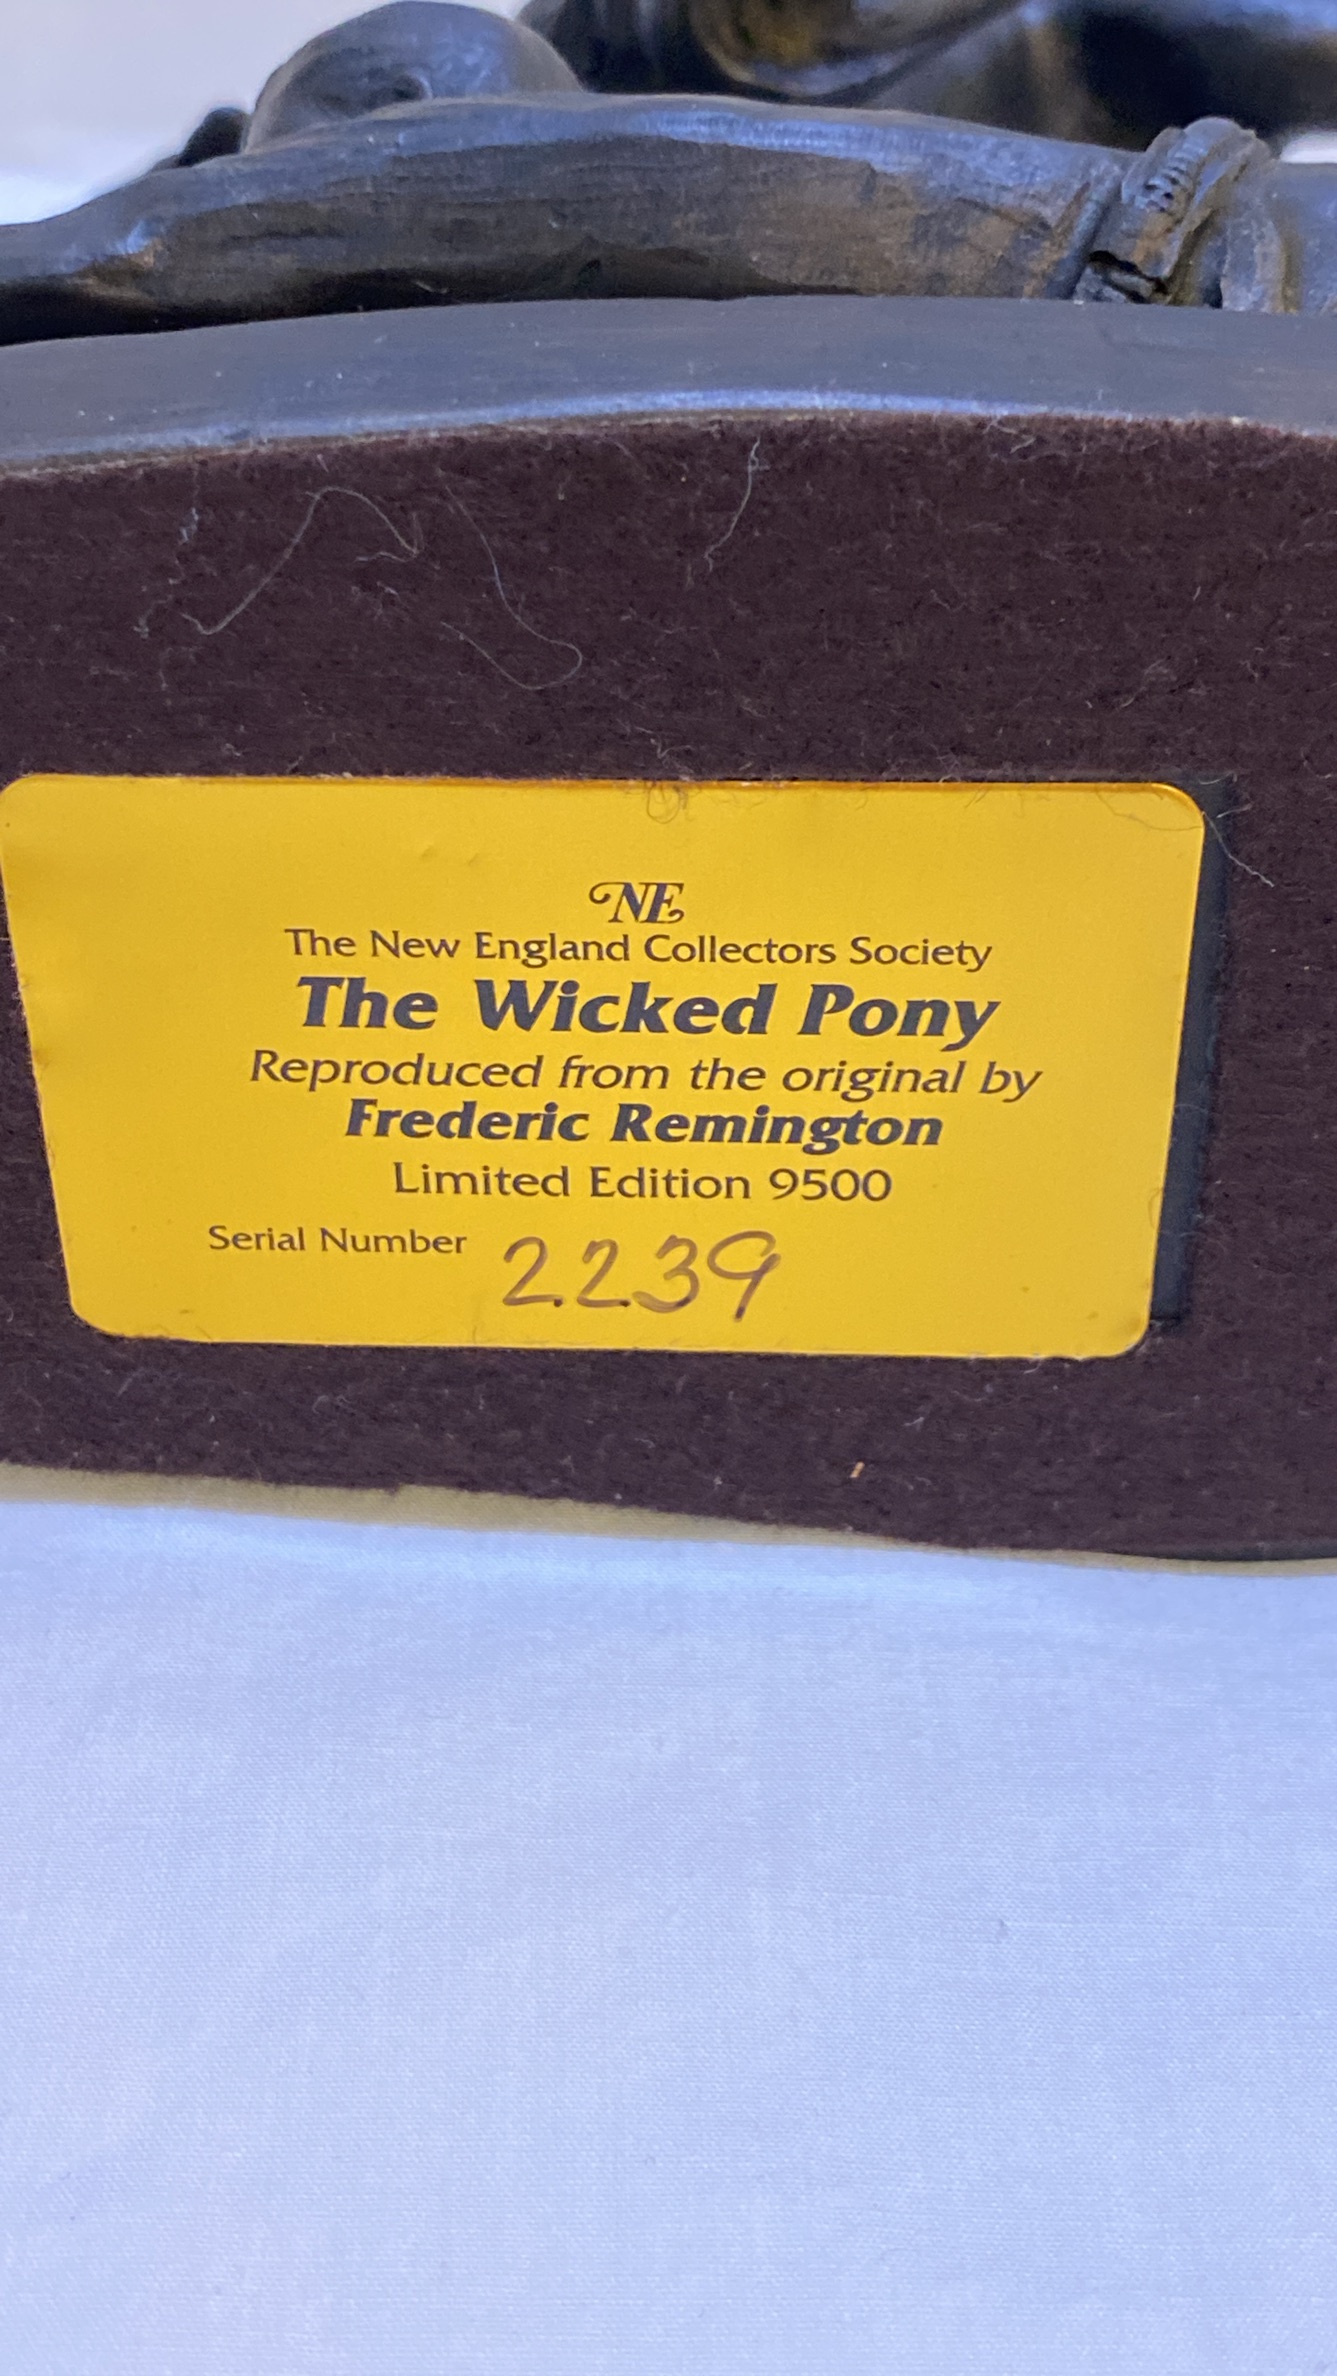 NE
The New England Collectors Society
The Wicked Pony
Reproduced from the original by
Frederic Remington
Limited Edition 9500
Serial Number 2239